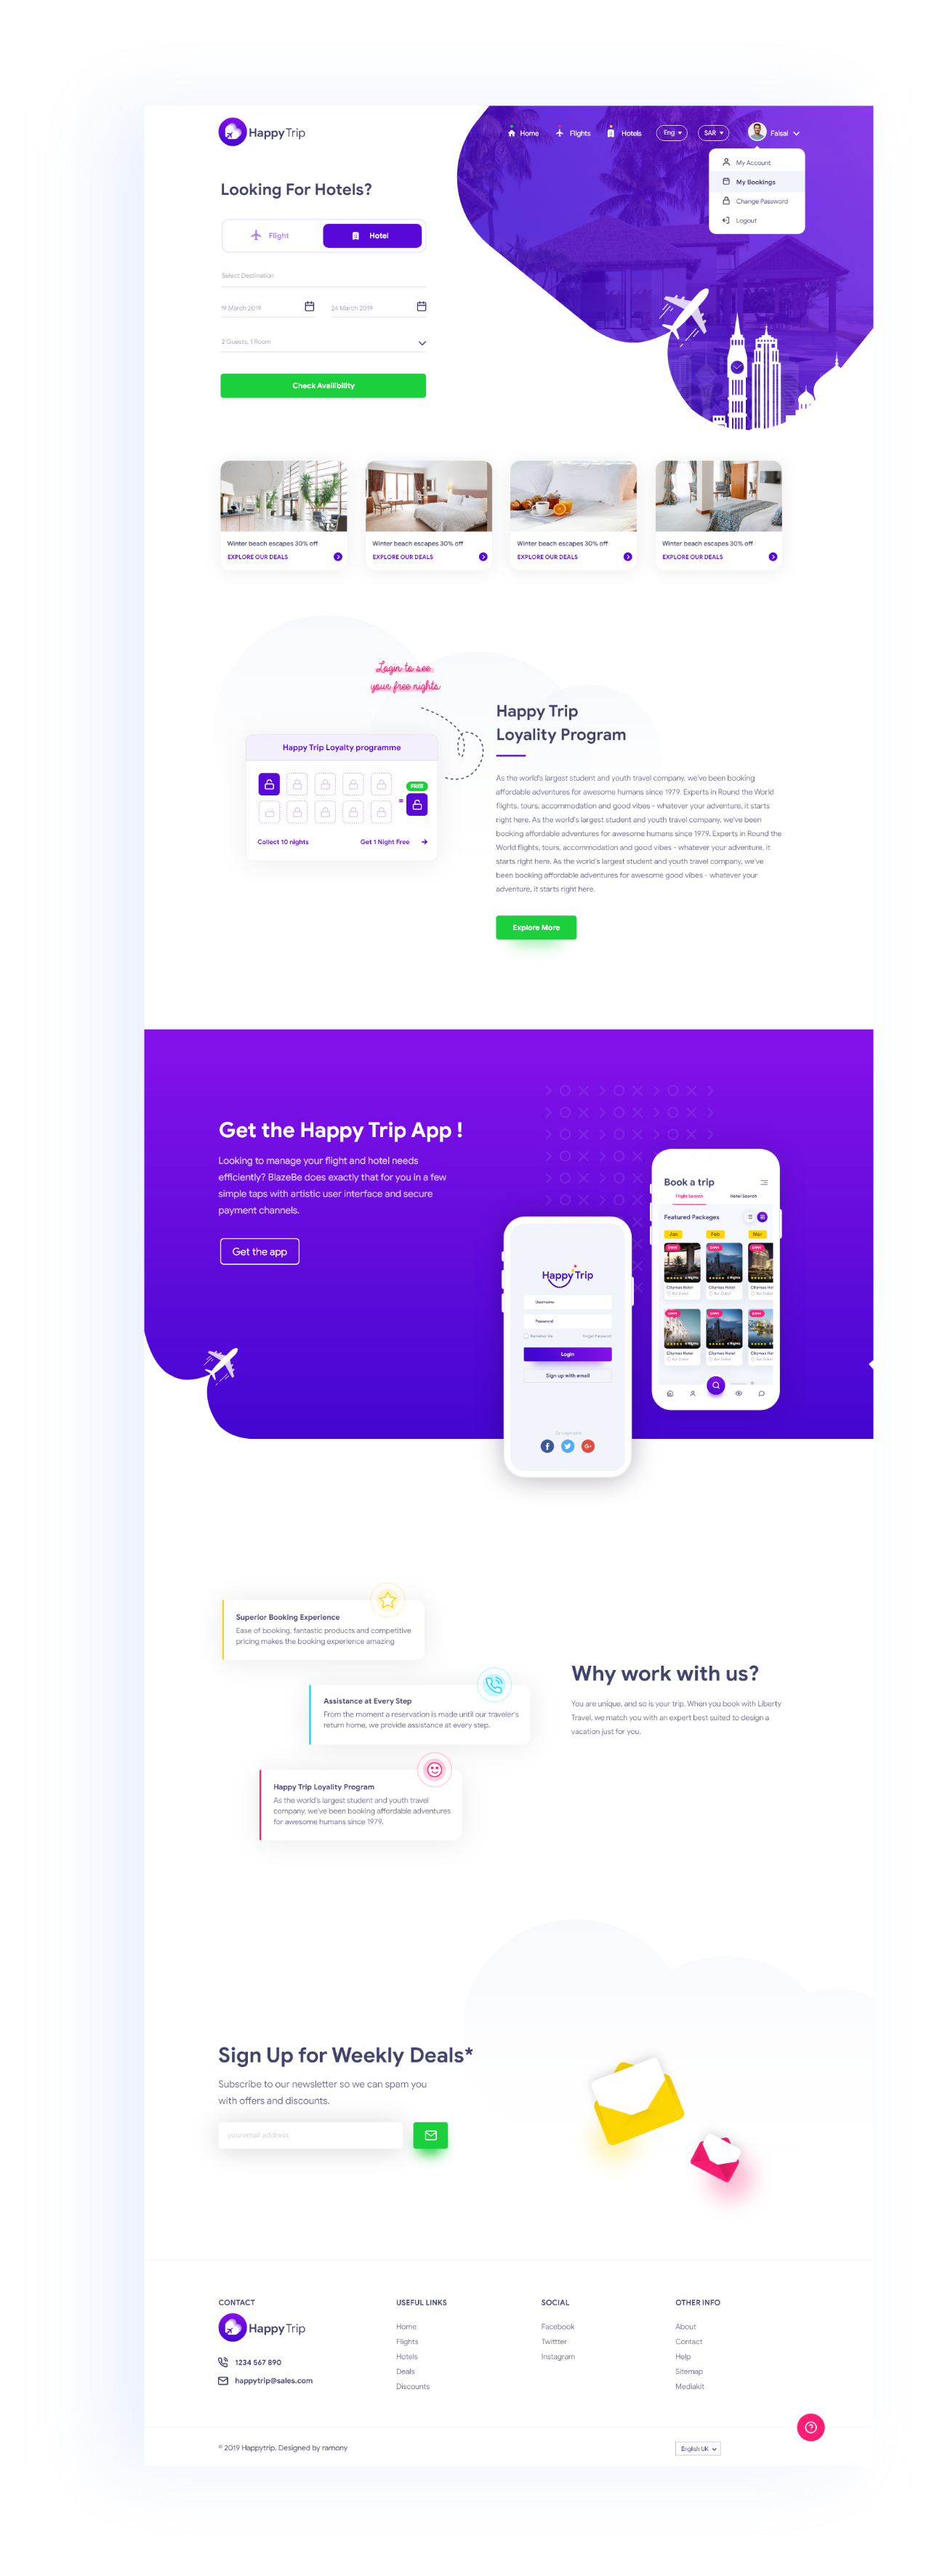 HappyTrip
Home
Flights
Hotels
Eng
SAR
Faisal
My Account
My Bookings
Change Password
Logout
Looking For Hotels?
Flight
Hotel
Select Destination
19 March 2019
24 March 2019
2 Guests, 1 Room
Check Availibility
Winter beach escapes 30% off
EXPLORE OUR DEALS
Winter beach escapes 30% off
EXPLORE OUR DEALS
Winter beach escapes 30% off
EXPLORE OUR DEALS
Winter beach escapes 30% off
EXPLORE OUR DEALS
Login to see
your free nights
Happy Trip Loyalty programme
FREE
=
Collect 10 nights
Get 1 Night Free
Happy Trip
Loyality Program
As the world's largest student and youth travel company, we've been booking
affordable adventures for awesome humans since 1979. Experts in Round the World
flights, tours, accommodation and good vibes - whatever your adventure, it starts
right here. As the world's largest student and youth travel company, we've been
booking affordable adventures for awesome humans since 1979. Experts in Round the
World flights, tours, accommodation and good vibes - whatever your adventure, it
starts right here. As the world's largest student and youth travel company, we've
been booking affordable adventures for awesome good vibes - whatever your
adventure, it starts right here.
Explore More
Get the Happy Trip App !
Looking to manage your flight and hotel needs
efficiently? BlazeBe does exactly that for you in a few
simple taps with artistic user interface and secure
payment channels.
Get the app
Happy Trip
Username
Password
Remember Me
Forgot Password
Login
Sign up with email
Or Login with
Book a trip
Flight Search
Hotel Search
Featured Packages
Jan
Feb
Mar
Citymax Hotel
Citymax Hotel
Citymax Hotel
Citymax Hotel
Superior Booking Experience
Ease of booking, fantastic products and competitive
pricing makes the booking experience amazing
Assistance at Every Step
From the moment a reservation is made until our traveler's
return home, we provide assistance at every step.
Happy Trip Loyality Program
As the world's largest student and youth travel
company, we've been booking affordable adventures
for awesome humans since 1979.
Why work with us?
You are unique, and so is your trip. When you book with Liberty
Travel, we match you with an expert best suited to design a
vacation just for you.
Sign Up for Weekly Deals*
Subscribe to our newsletter so we can spam you
with offers and discounts.
youremail address
CONTACT
HappyTrip
1234 567 890
happytrip@sales.com
USEFUL LINKS
Home
Flights
Hotels
Deals
Discounts
SOCIAL
Facebook
Twittter
Instagram
OTHER INFO
About
Contact
Help
Sitemap
Mediakit
© 2019 Happytrip. Designed by ramony
English UK